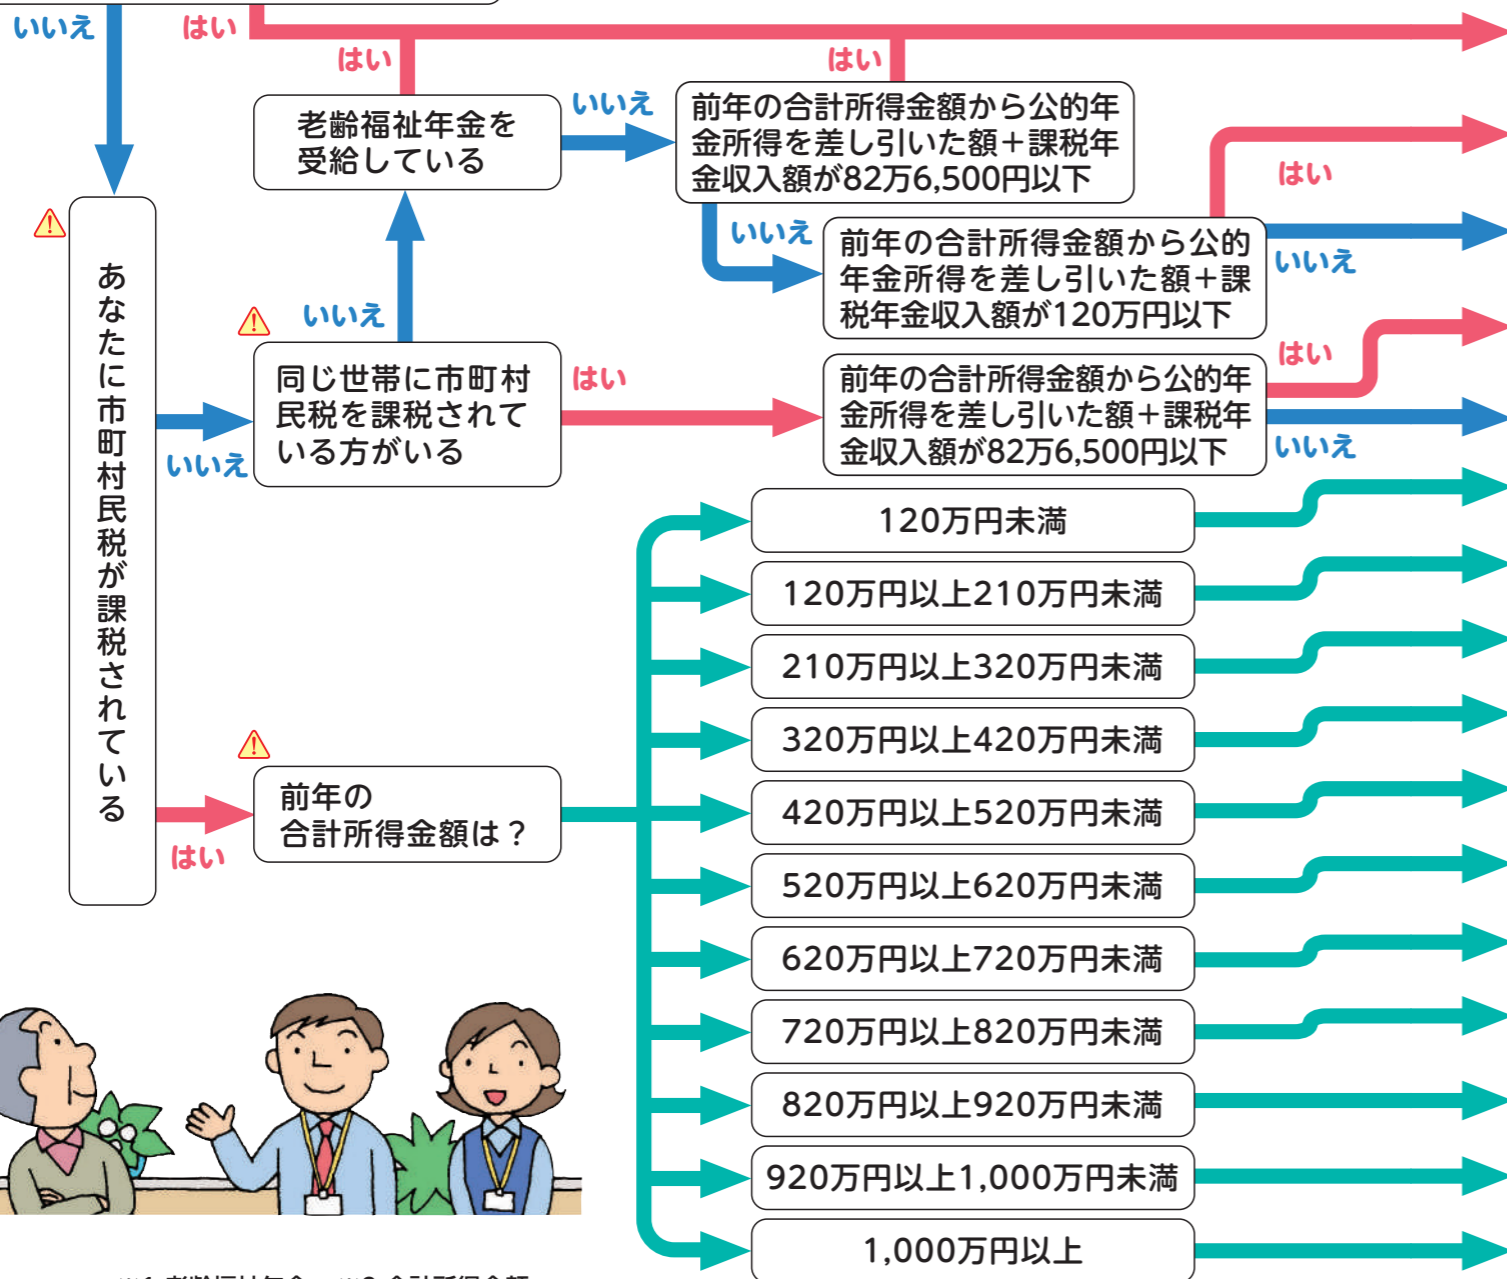 いいえ
はい
はい
はい
老齢福祉年金を
受給している
いいえ
前年の合計所得金額から公的年
金所得を差し引いた額+課税年
金収入額が82万6,500円以下
はい
いいえ
いいえ
前年の合計所得金額から公的
年金所得を差し引いた額+課
税年金収入額が120万円以下
あなたに市町村民税が課税されている
いいえ
いいえ
同じ世帯に市町村
民税を課税されて
いる方がいる
はい
前年の合計所得金額から公的年
金所得を差し引いた額+課税年
金収入額が82万6,500円以下
はい
いいえ
はい
前年の
合計所得金額は?
120万円未満
120万円以上210万円未満
210万円以上320万円未満
320万円以上420万円未満
420万円以上520万円未満
520万円以上620万円未満
620万円以上720万円未満
720万円以上820万円未満
820万円以上920万円未満
920万円以上1,000万円未満
1,000万円以上
※1 老齢福祉年金 ※2 合計所得金額